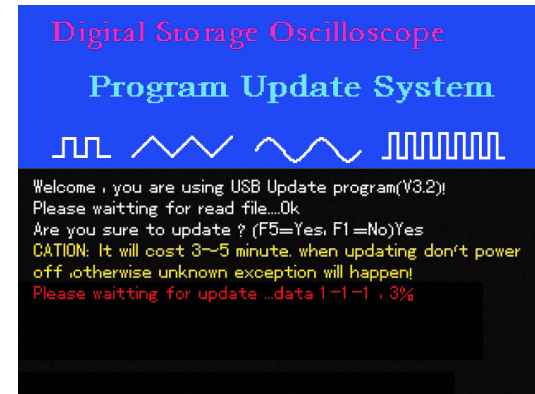 Digital Storage Oscilloscope
Program Update System
Welcome , you are using USB Update program(V3.2)!
Please waitting for read file....Ok
Are you sure to update ? (F5=Yes, F1=No)Yes
CATION: It will cost 3~5 minute. when updating don't power
off ,otherwise unknown exception will happen!
Please waitting for update ...data 1-1-1 , 3%